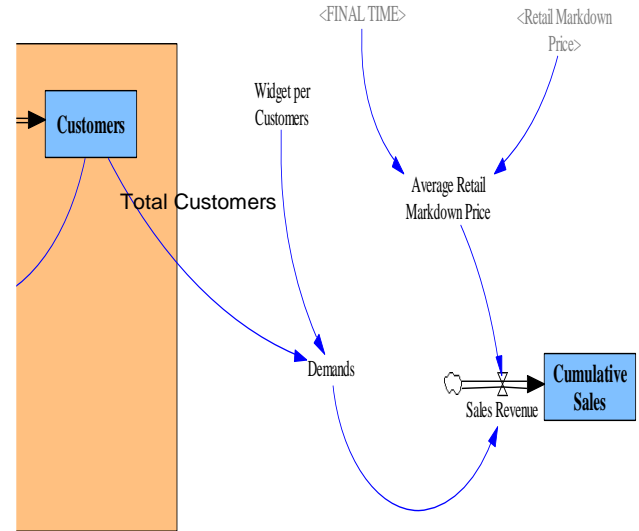 <FINAL TIME>
<Retail Markdown
Price>
Widget per
Customers
Customers
Average Retail
Markdown Price
Total Customers
Demands
Cumulative
Sales
Sales Revenue